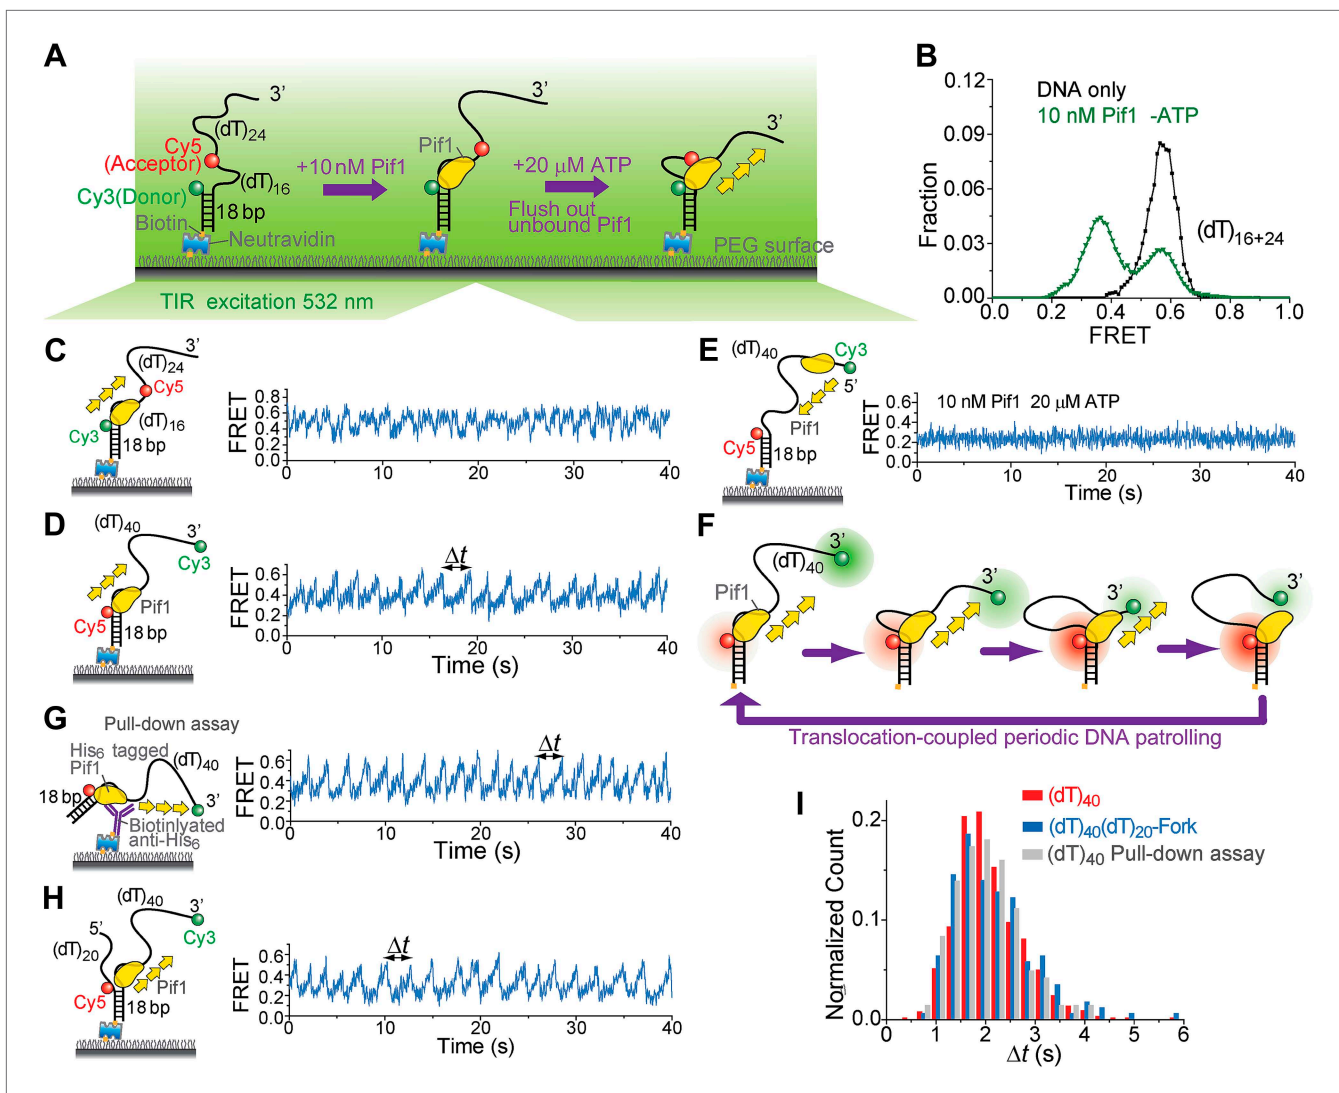 A
3’
(dT)24
Cy5
(Acceptor)
(dT)16
Cy3(Donor)
18 bp
Biotin
Neutravidin
+10 nM Pif1
Pif1
+20 μM ATP
Flush out
unbound Pif1
3’
PEG surface
TIR excitation 532 nm
B
DNA only
10 nM Pif1 -ATP
(dT)16+24
Fraction
0.12
0.09
0.06
0.03
0.00
0.0 0.2 0.4 0.6 0.8 1.0
FRET
C
3’
(dT)24
Cy5
(dT)16
Cy3
18 bp
FRET
0.8
0.6
0.4
0.2
0.0
0 10 20 30 40
Time (s)
D
(dT)40
3’
Cy3
Pif1
Cy5
18 bp
Δt
FRET
0.6
0.4
0.2
0.0
0 10 20 30 40
Time (s)
E
(dT)40
Cy3
5’
Pif1
Cy5
18 bp
10 nM Pif1 20 μM ATP
FRET
0.6
0.4
0.2
0.0
0 10 20 30 40
Time (s)
F
3’
(dT)40
Pif1
3’
3’
3’
Translocation-coupled periodic DNA patrolling
G
Pull-down assay
His6 tagged
Pif1
(dT)40
18 bp
3’
Biotinlyated
anti-His6
Δt
FRET
0.6
0.4
0.2
0.0
0 10 20 30 40
Time (s)
H
(dT)40
3’
5’
Cy3
(dT)20
Pif1
Cy5
18 bp
Δt
FRET
0.6
0.4
0.2
0.0
0 10 20 30 40
Time (s)
I
(dT)40
(dT)40(dT)20-Fork
(dT)40 Pull-down assay
Normalized Count
0.2
0.1
0.0
0 1 2 3 4 5 6
Δt (s)